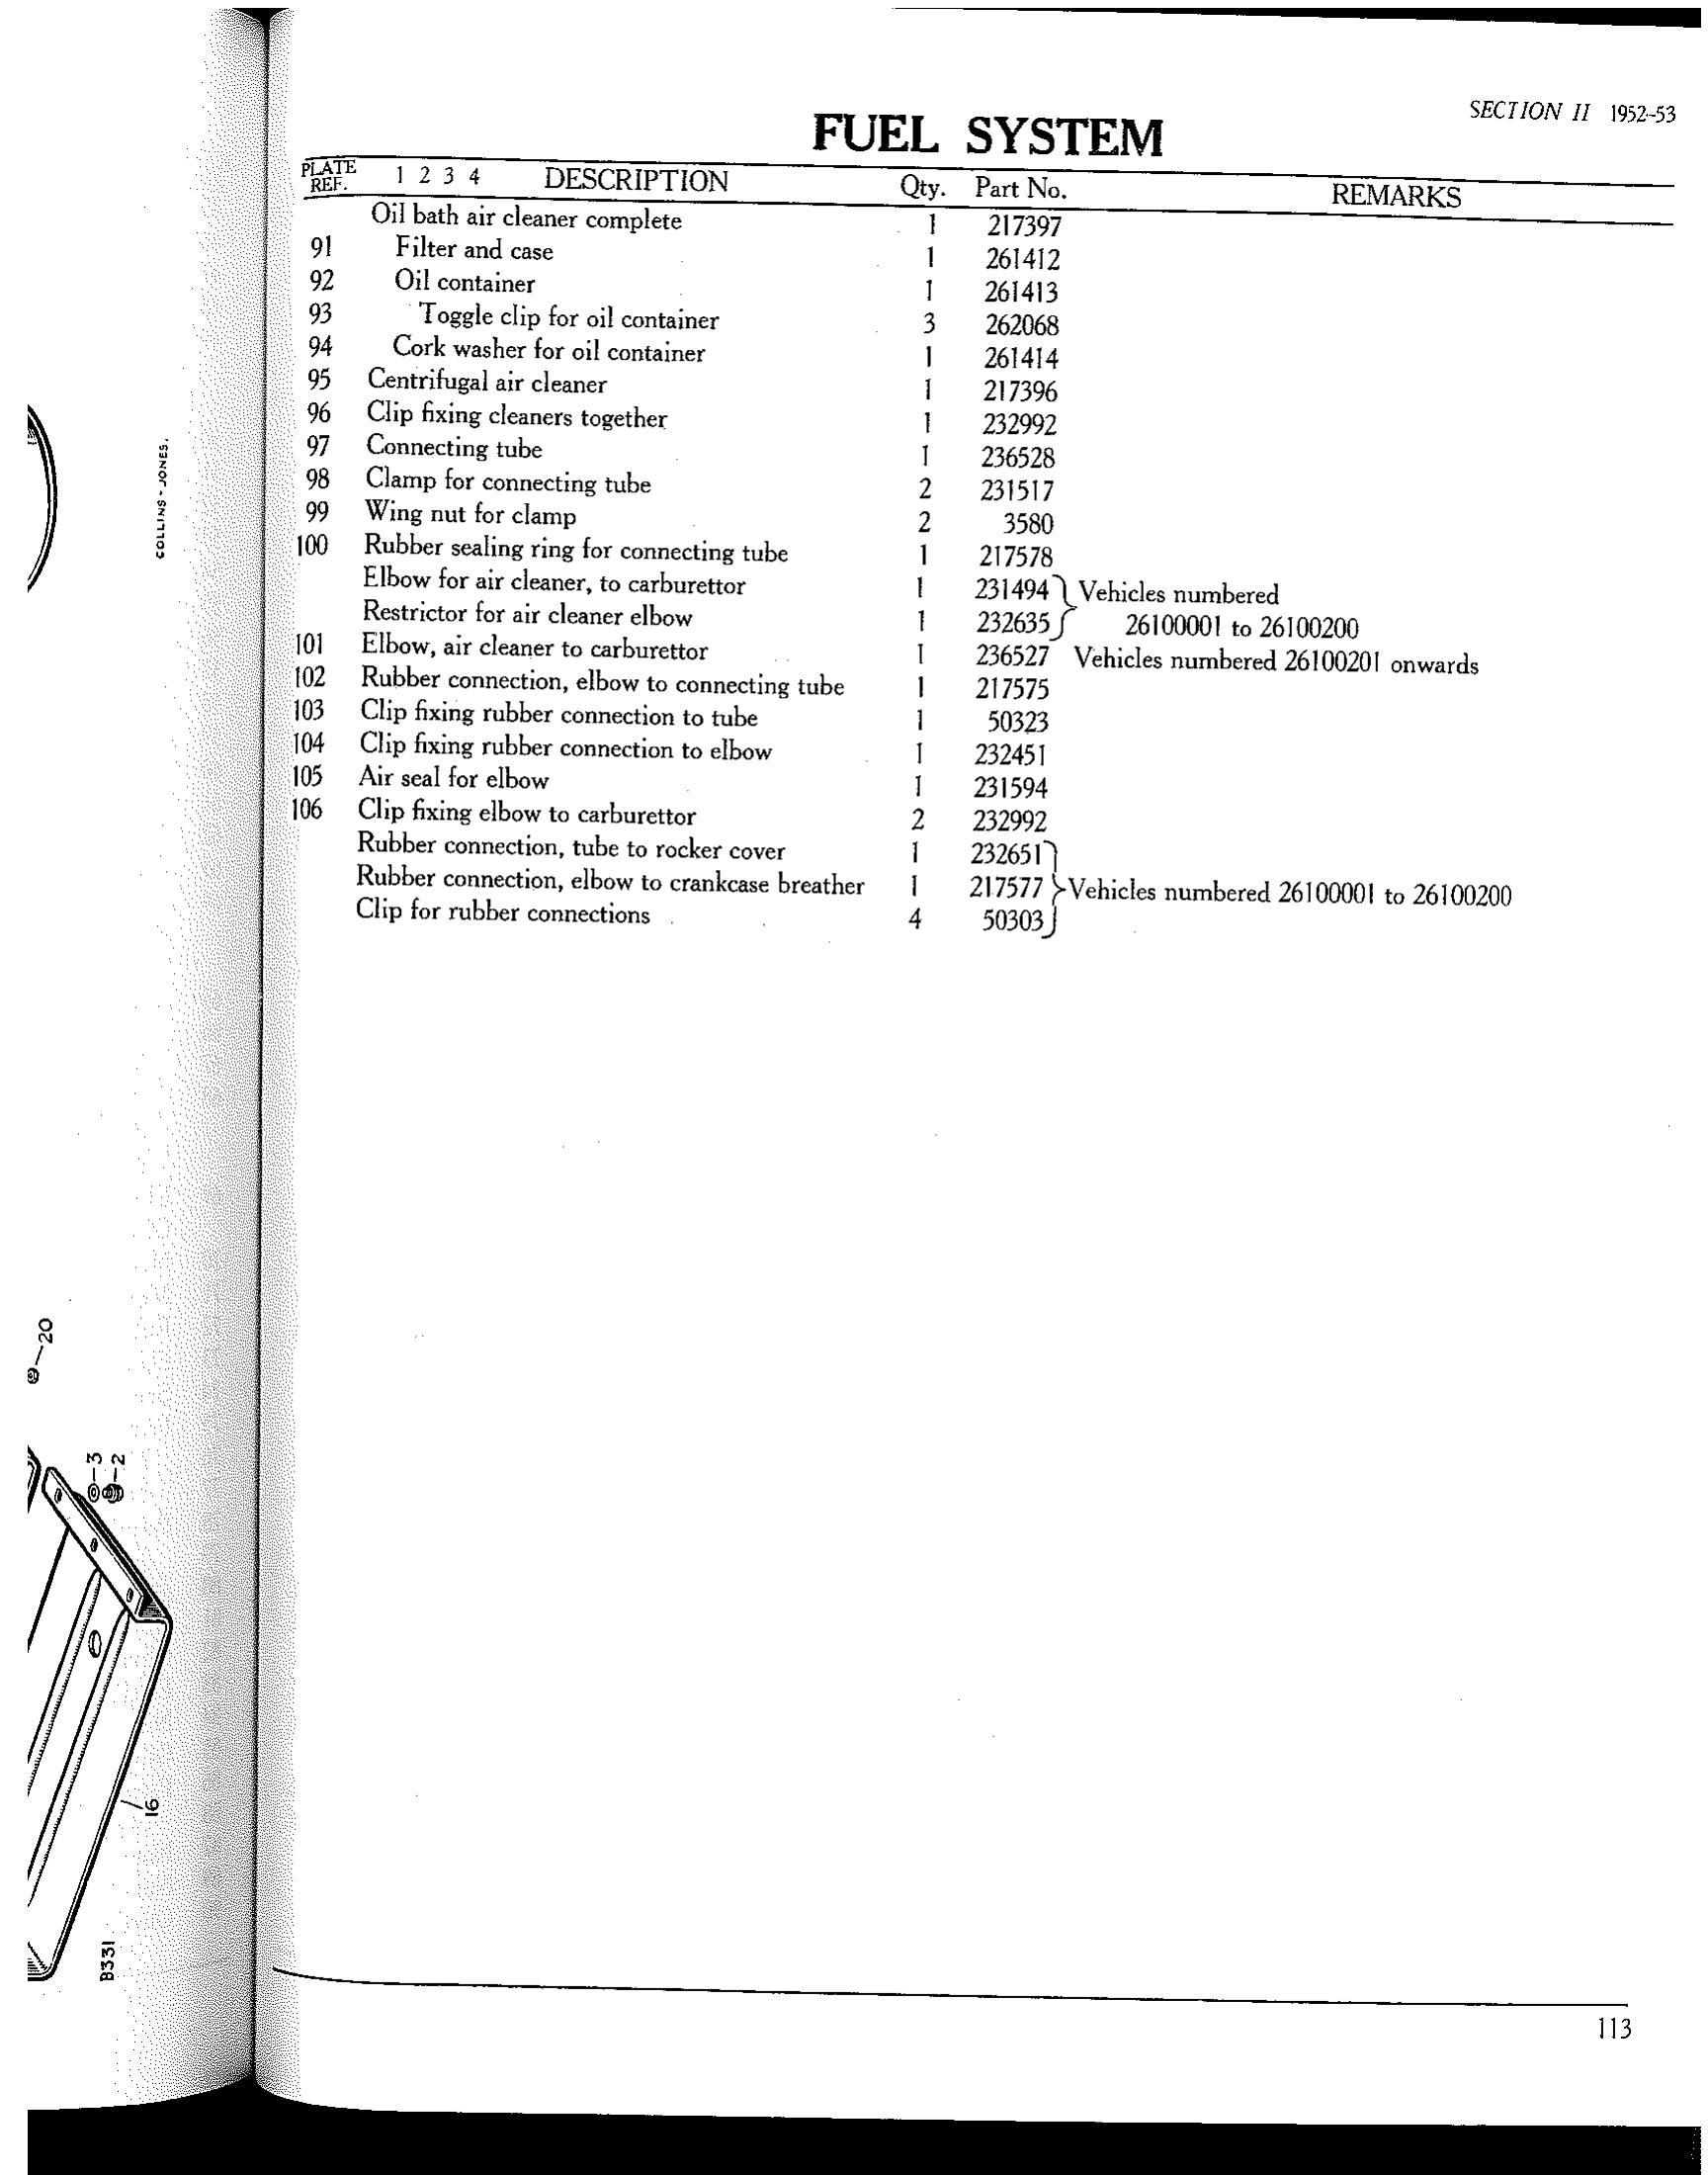 SECTION II 1952-53
FUEL SYSTEM
PLATE REF. 1 2 3 4 DESCRIPTION Qty. Part No. REMARKS
Oil bath air cleaner complete 1 217397
91 Filter and case 1 261412
92 Oil container 1 261413
93 Toggle clip for oil container 3 262068
94 Cork washer for oil container 1 261414
95 Centrifugal air cleaner 1 217396
96 Clip fixing cleaners together 1 232992
97 Connecting tube 1 236528
98 Clamp for connecting tube 2 231517
99 Wing nut for clamp 2 3580
100 Rubber sealing ring for connecting tube 1 217578
Elbow for air cleaner, to carburettor 1 231494 Vehicles numbered
Restrictor for air cleaner elbow 1 232635 26100001 to 26100200
101 Elbow, air cleaner to carburettor 1 236527 Vehicles numbered 26100201 onwards
102 Rubber connection, elbow to connecting tube 1 217575
103 Clip fixing rubber connection to tube 1 50323
104 Clip fixing rubber connection to elbow 1 232451
105 Air seal for elbow 1 231594
106 Clip fixing elbow to carburettor 2 232992
Rubber connection, tube to rocker cover 1 232651
Rubber connection, elbow to crankcase breather 1 217577 Vehicles numbered 26100001 to 26100200
Clip for rubber connections 4 50303
113
COLLINS-JONES.
20
3
2
16
B331